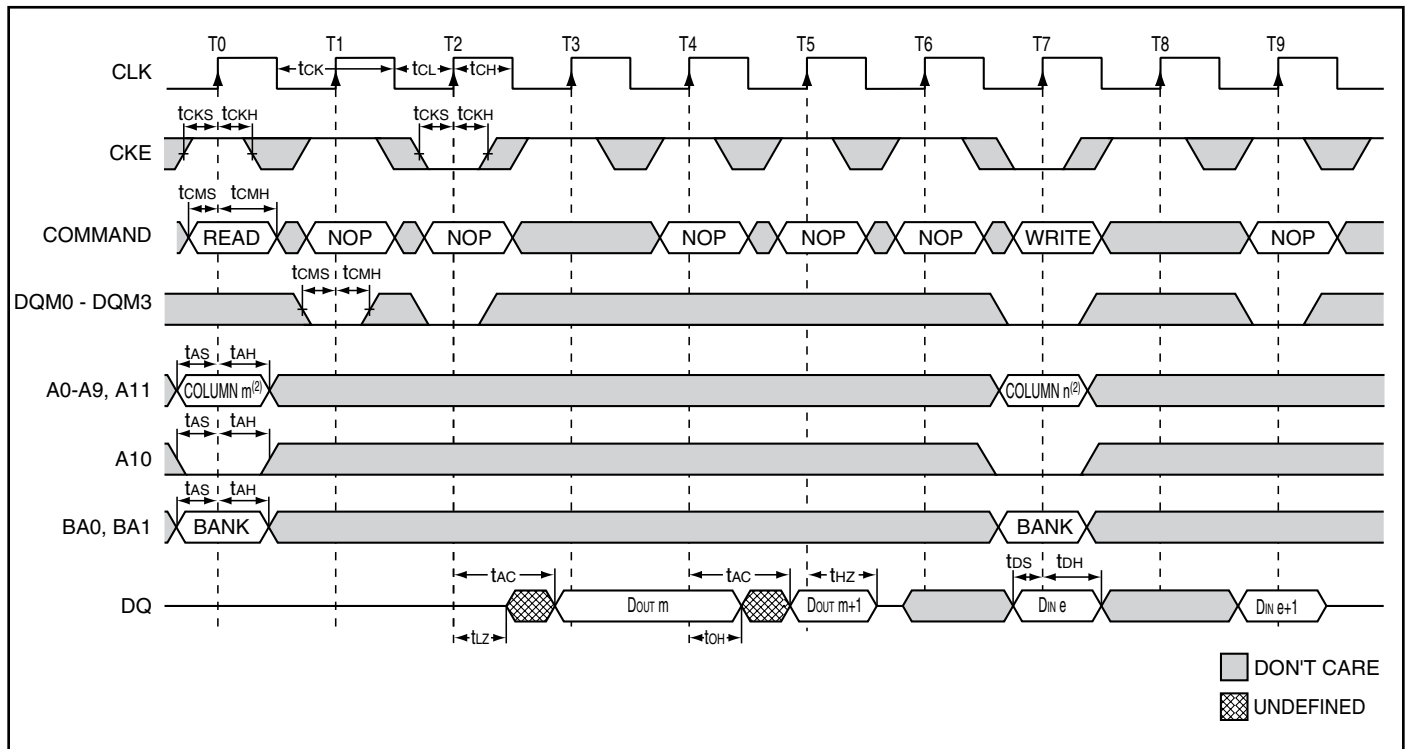 T0 T1 T2 T3 T4 T5 T6 T7 T8 T9
CLK tCK tCL tCH
tCKS tCKH tCKS tCKH
CKE
tCMS tCMH
COMMAND READ NOP NOP NOP NOP NOP WRITE NOP
tCMS tCMH
DQM0 - DQM3
tAS tAH
A0-A9, A11 COLUMN m(2) COLUMN n(2)
tAS tAH
A10
tAS tAH
BA0, BA1 BANK BANK
tAC tAC tHZ tDS tDH
DQ DOUT m DOUT m+1 DIN e DIN e+1
tLZ tOH
DON'T CARE
UNDEFINED